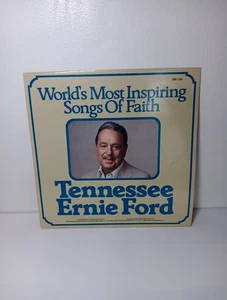 World's Most Inspiring
Songs Of Faith
Tennessee
Ernie Ford